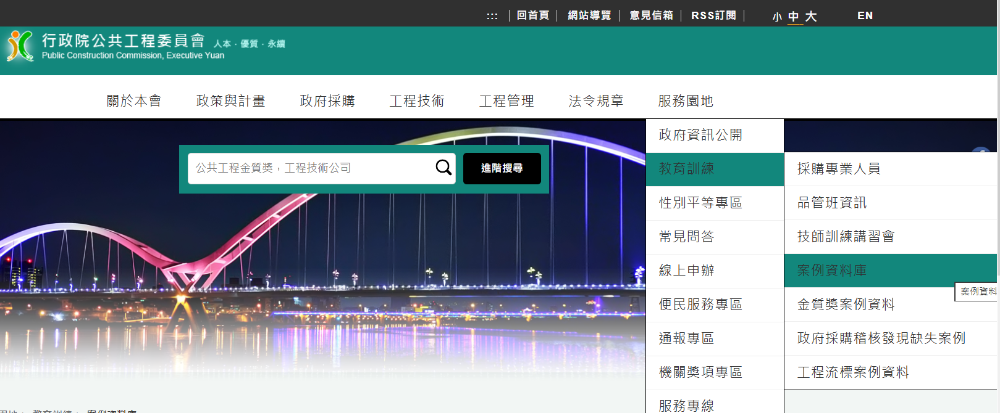 :::
回首頁
網站導覽
意見信箱
RSS訂閱
小 中 大
EN
行政院公共工程委員會 人本．優質．永續
Public Construction Commission, Executive Yuan
關於本會
政策與計畫
政府採購
工程技術
工程管理
法令規章
服務園地
公共工程金質獎，工程技術公司
進階搜尋
政府資訊公開
教育訓練
性別平等專區
常見問答
線上申辦
便民服務專區
通報專區
機關獎項專區
服務專線
採購專業人員
品管班資訊
技師訓練講習會
案例資料庫
案例資料
金質獎案例資料
政府採購稽核發現缺失案例
工程流標案例資料